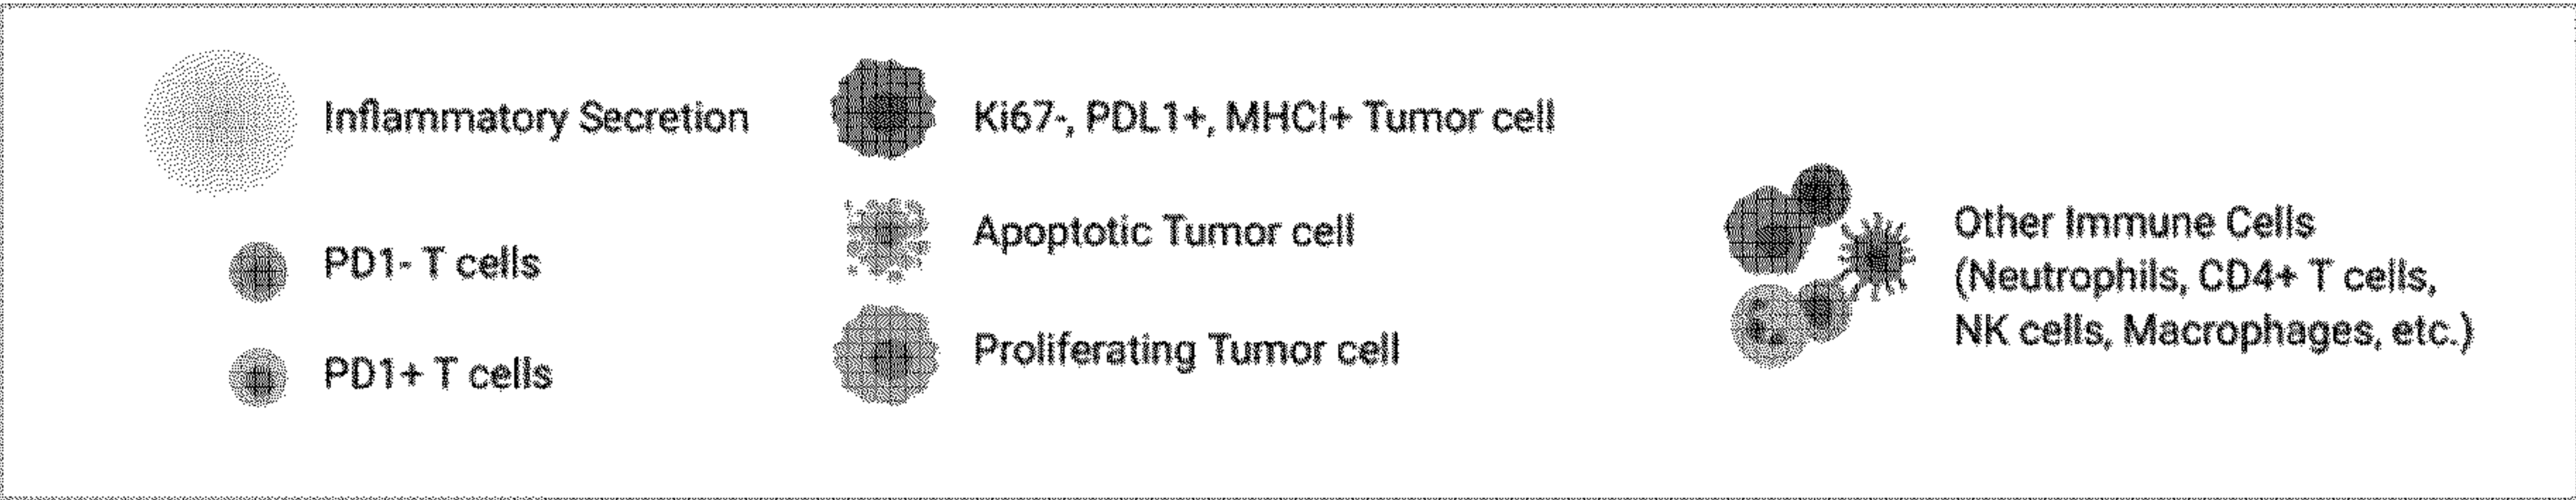 Inflammatory Secretion
PD1- T cells
PD1+ T cells
Ki67-, PDL1+, MHCI+ Tumor cell
Apoptotic Tumor cell
Proliferating Tumor cell
Other Immune Cells
(Neutrophils, CD4+ T cells,
NK cells, Macrophages, etc.)